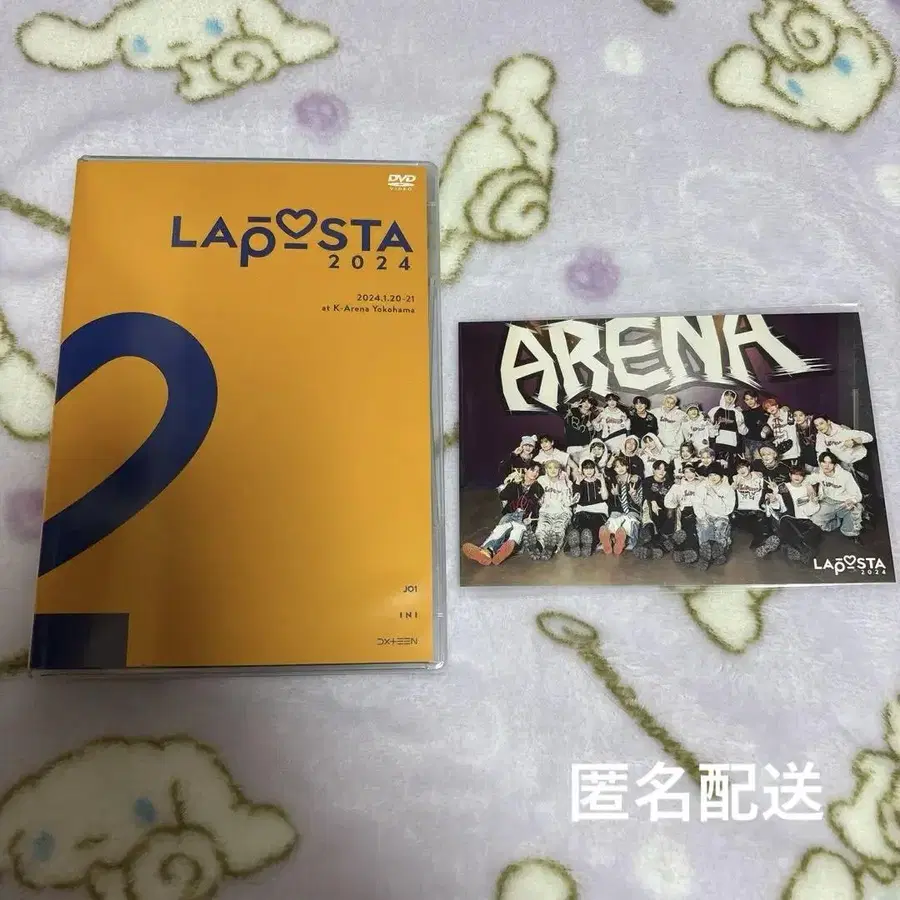 DVD
VIDEO
LAPOSTA
2024
2024.1.20-21
at K-Arena Yokohama
JO1
INI
DXTEEN
ARENA
LAPOSTA
2024
匿名配送